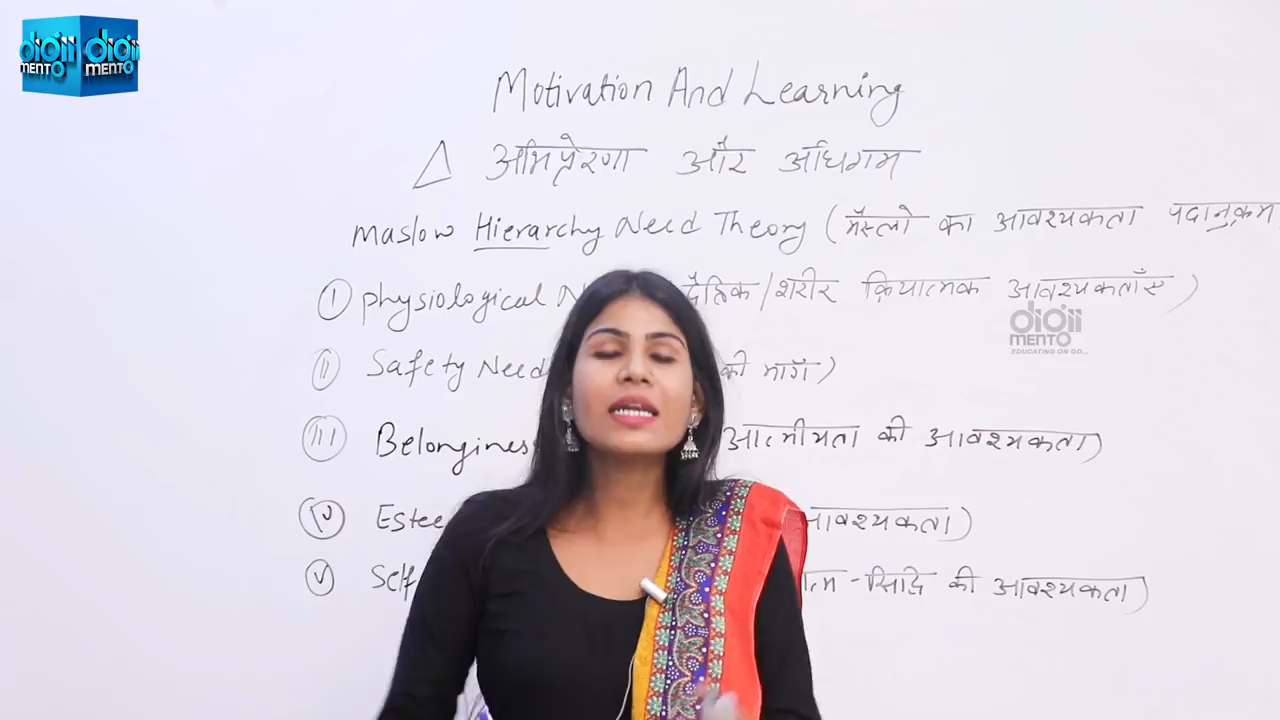 digii digii
MENTO MENTO
Motivation And Learning
अभिप्रेरणा और अधिगम
Maslow Hierarchy Need Theory (मैस्लो का आवश्यकता पदानुक्रम
(I) Physiological दैहिक/शरीर क्रियात्मक आवश्यकताएँ)
digii
MENTO
EDUCATING ON GO...
(II) Safety Need की माँग)
(III) आत्मीयता की आवश्यकता)
(IV) आवश्यकता)
(V) Self -सिद्धि की आवश्यकता)